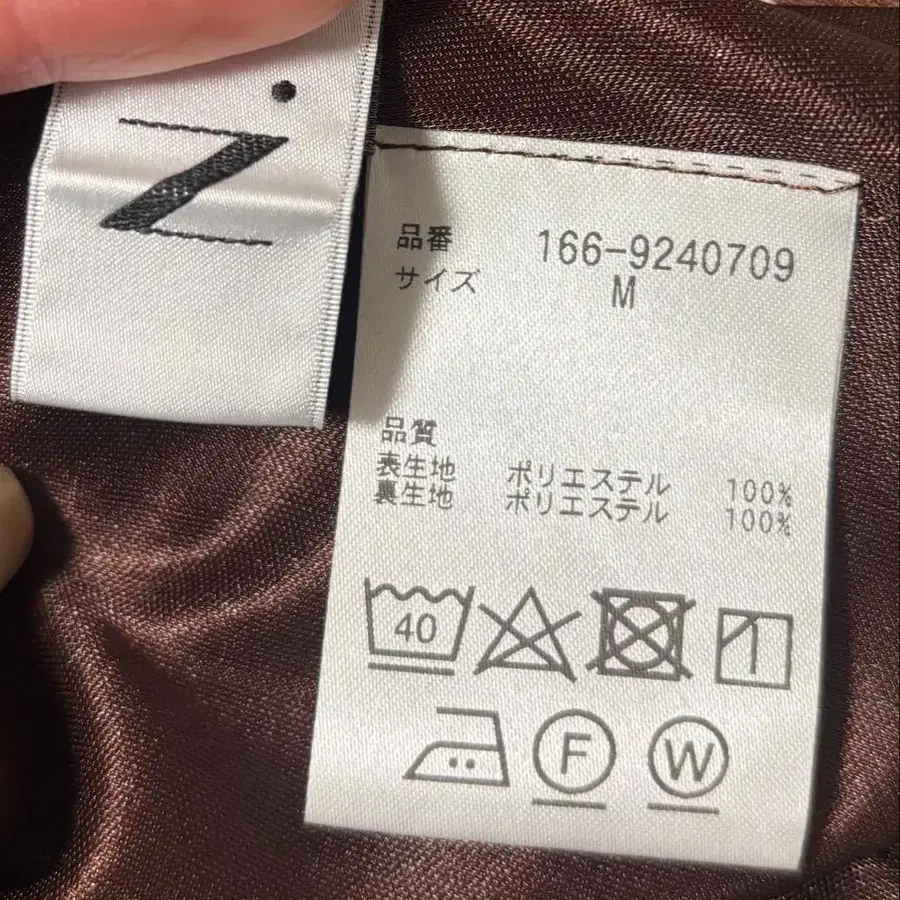 Z
品番 166-9240709
サイズ M
品質
表生地 ポリエステル 100%
裏生地 ポリエステル 100%
40
F W